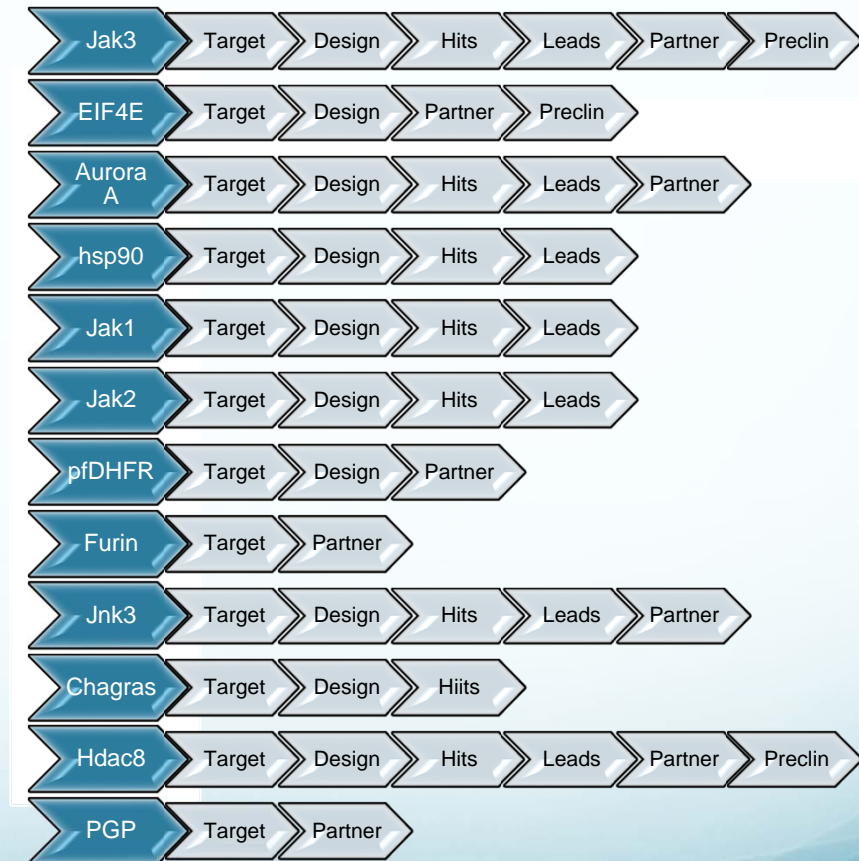 Jak3 Target Design Hits Leads Partner Preclin
EIF4E Target Design Partner Preclin
Aurora
A Target Design Hits Leads Partner
hsp90 Target Design Hits Leads
Jak1 Target Design Hits Leads
Jak2 Target Design Hits Leads
pfDHFR Target Design Partner
Furin Target Partner
Jnk3 Target Design Hits Leads Partner
Chagras Target Design Hiits
Hdac8 Target Design Hits Leads Partner Preclin
PGP Target Partner